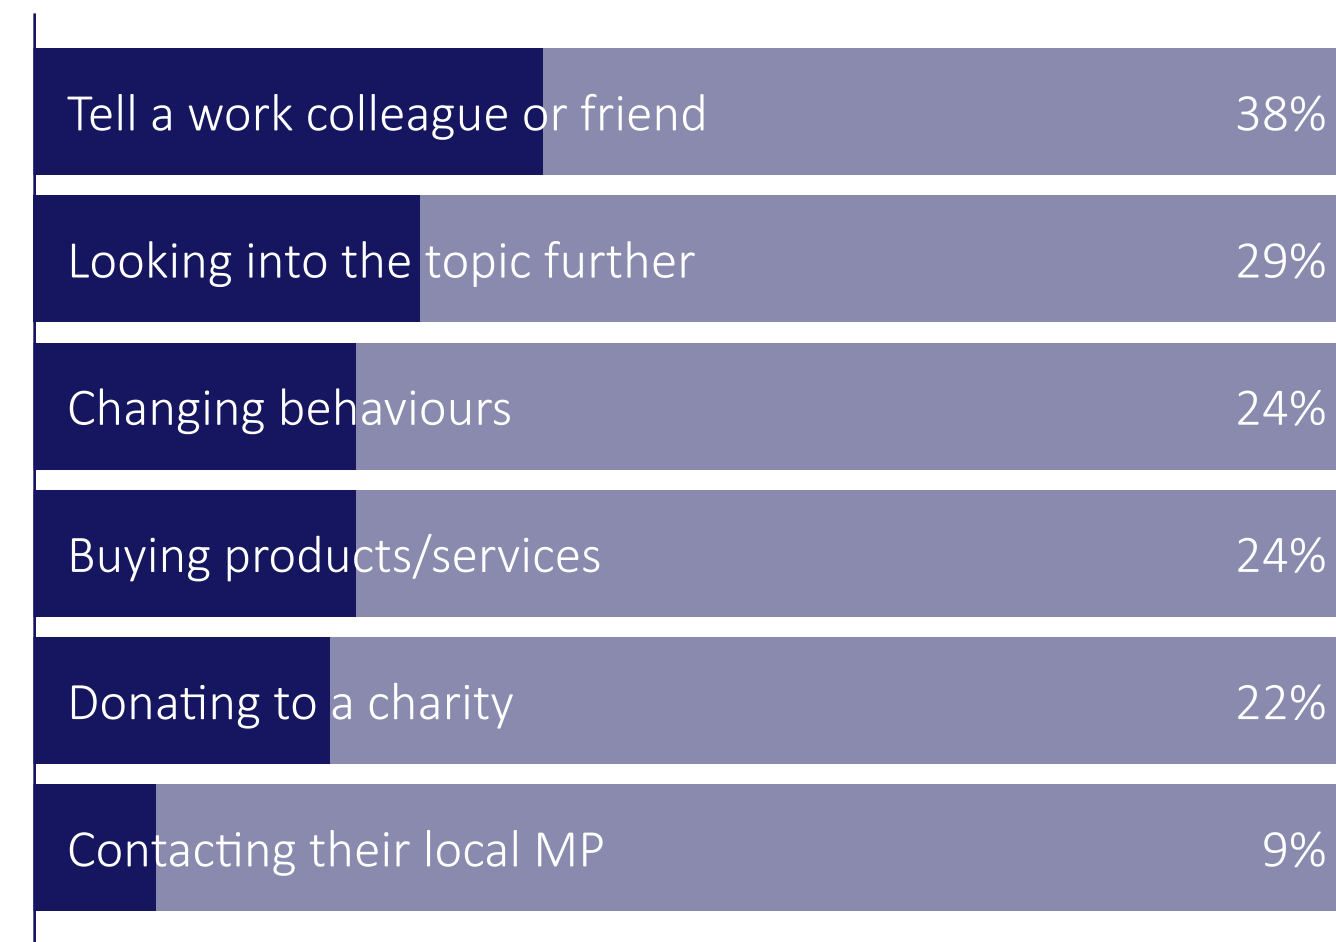 Tell a work colleague or friend 38%
Looking into the topic further 29%
Changing behaviours 24%
Buying products/services 24%
Donating to a charity 22%
Contacting their local MP 9%